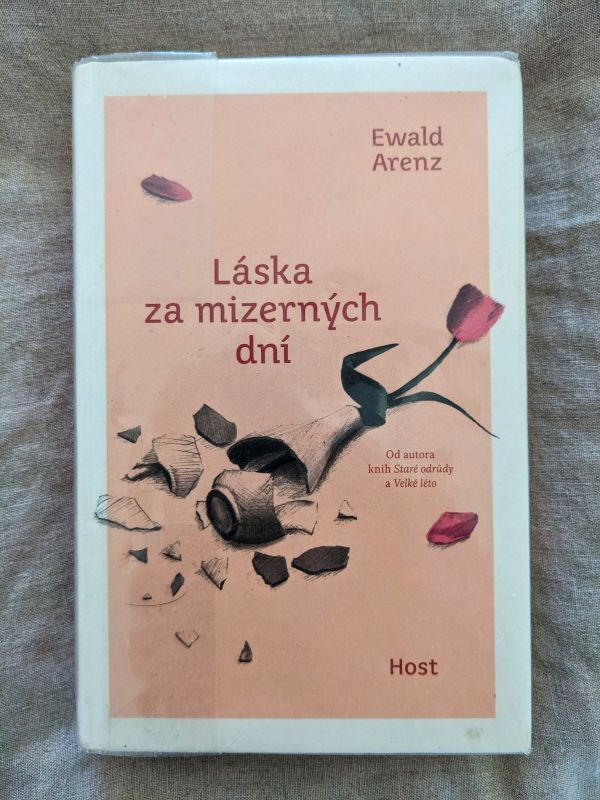 Ewald
Arenz
Láska
za mizerných
dní
Od autora
knih Staré odrůdy
a Velké léto
Host